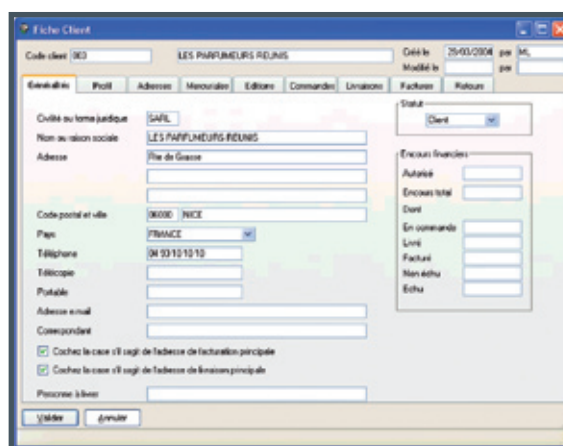 Fiche Client
Code client 003 LES PARFUMEURS REUNIS Créé le 29/03/2004 par ML
Modifié le par
Généralités Profil Adresses Mercuriales Editions Commandes Livraisons Factures Retours
Statut
Civilité ou forme juridique SARL Client
Nom ou raison sociale LES PARFUMEURS REUNIS
Encours financiers
Adresse Rue de Grasse
Autorisé
Encours total
Dont
Code postal et ville 06000 NICE
En commande
Pays FRANCE
Livré
Téléphone 04 93 10 10 10
Facturé
Télécopie
Non échu
Portable
Echu
Adresse e.mail
Correspondant
Cochez la case s'il sagit de l'adresse de facturation principale
Cochez la case s'il sagit de l'adresse de livraison principale
Personne à livrer
Valider Annuler